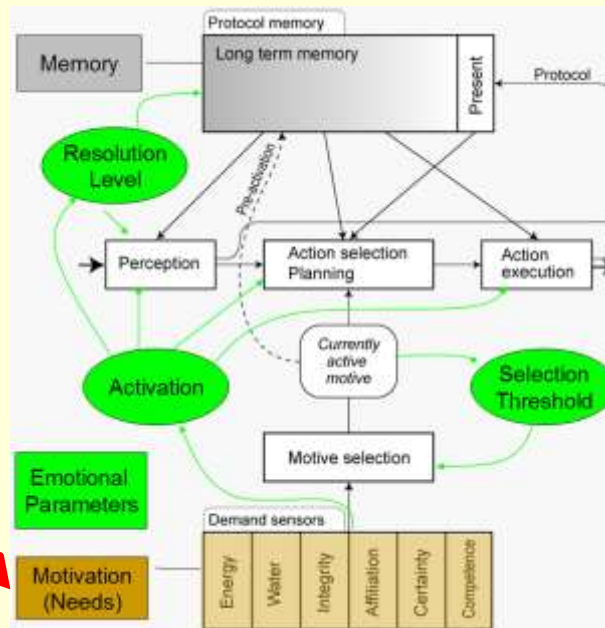 Protocol memory
Memory
Long term memory
Present
Protocol
Resolution
Level
Pre-activation
Perception
Action selection
Planning
Action
execution
Currently
active
motive
Activation
Selection
Threshold
Motive selection
Emotional
Parameters
Demand sensors
Motivation
(Needs)
Energy
Water
Integrity
Affiliation
Certainty
Competence